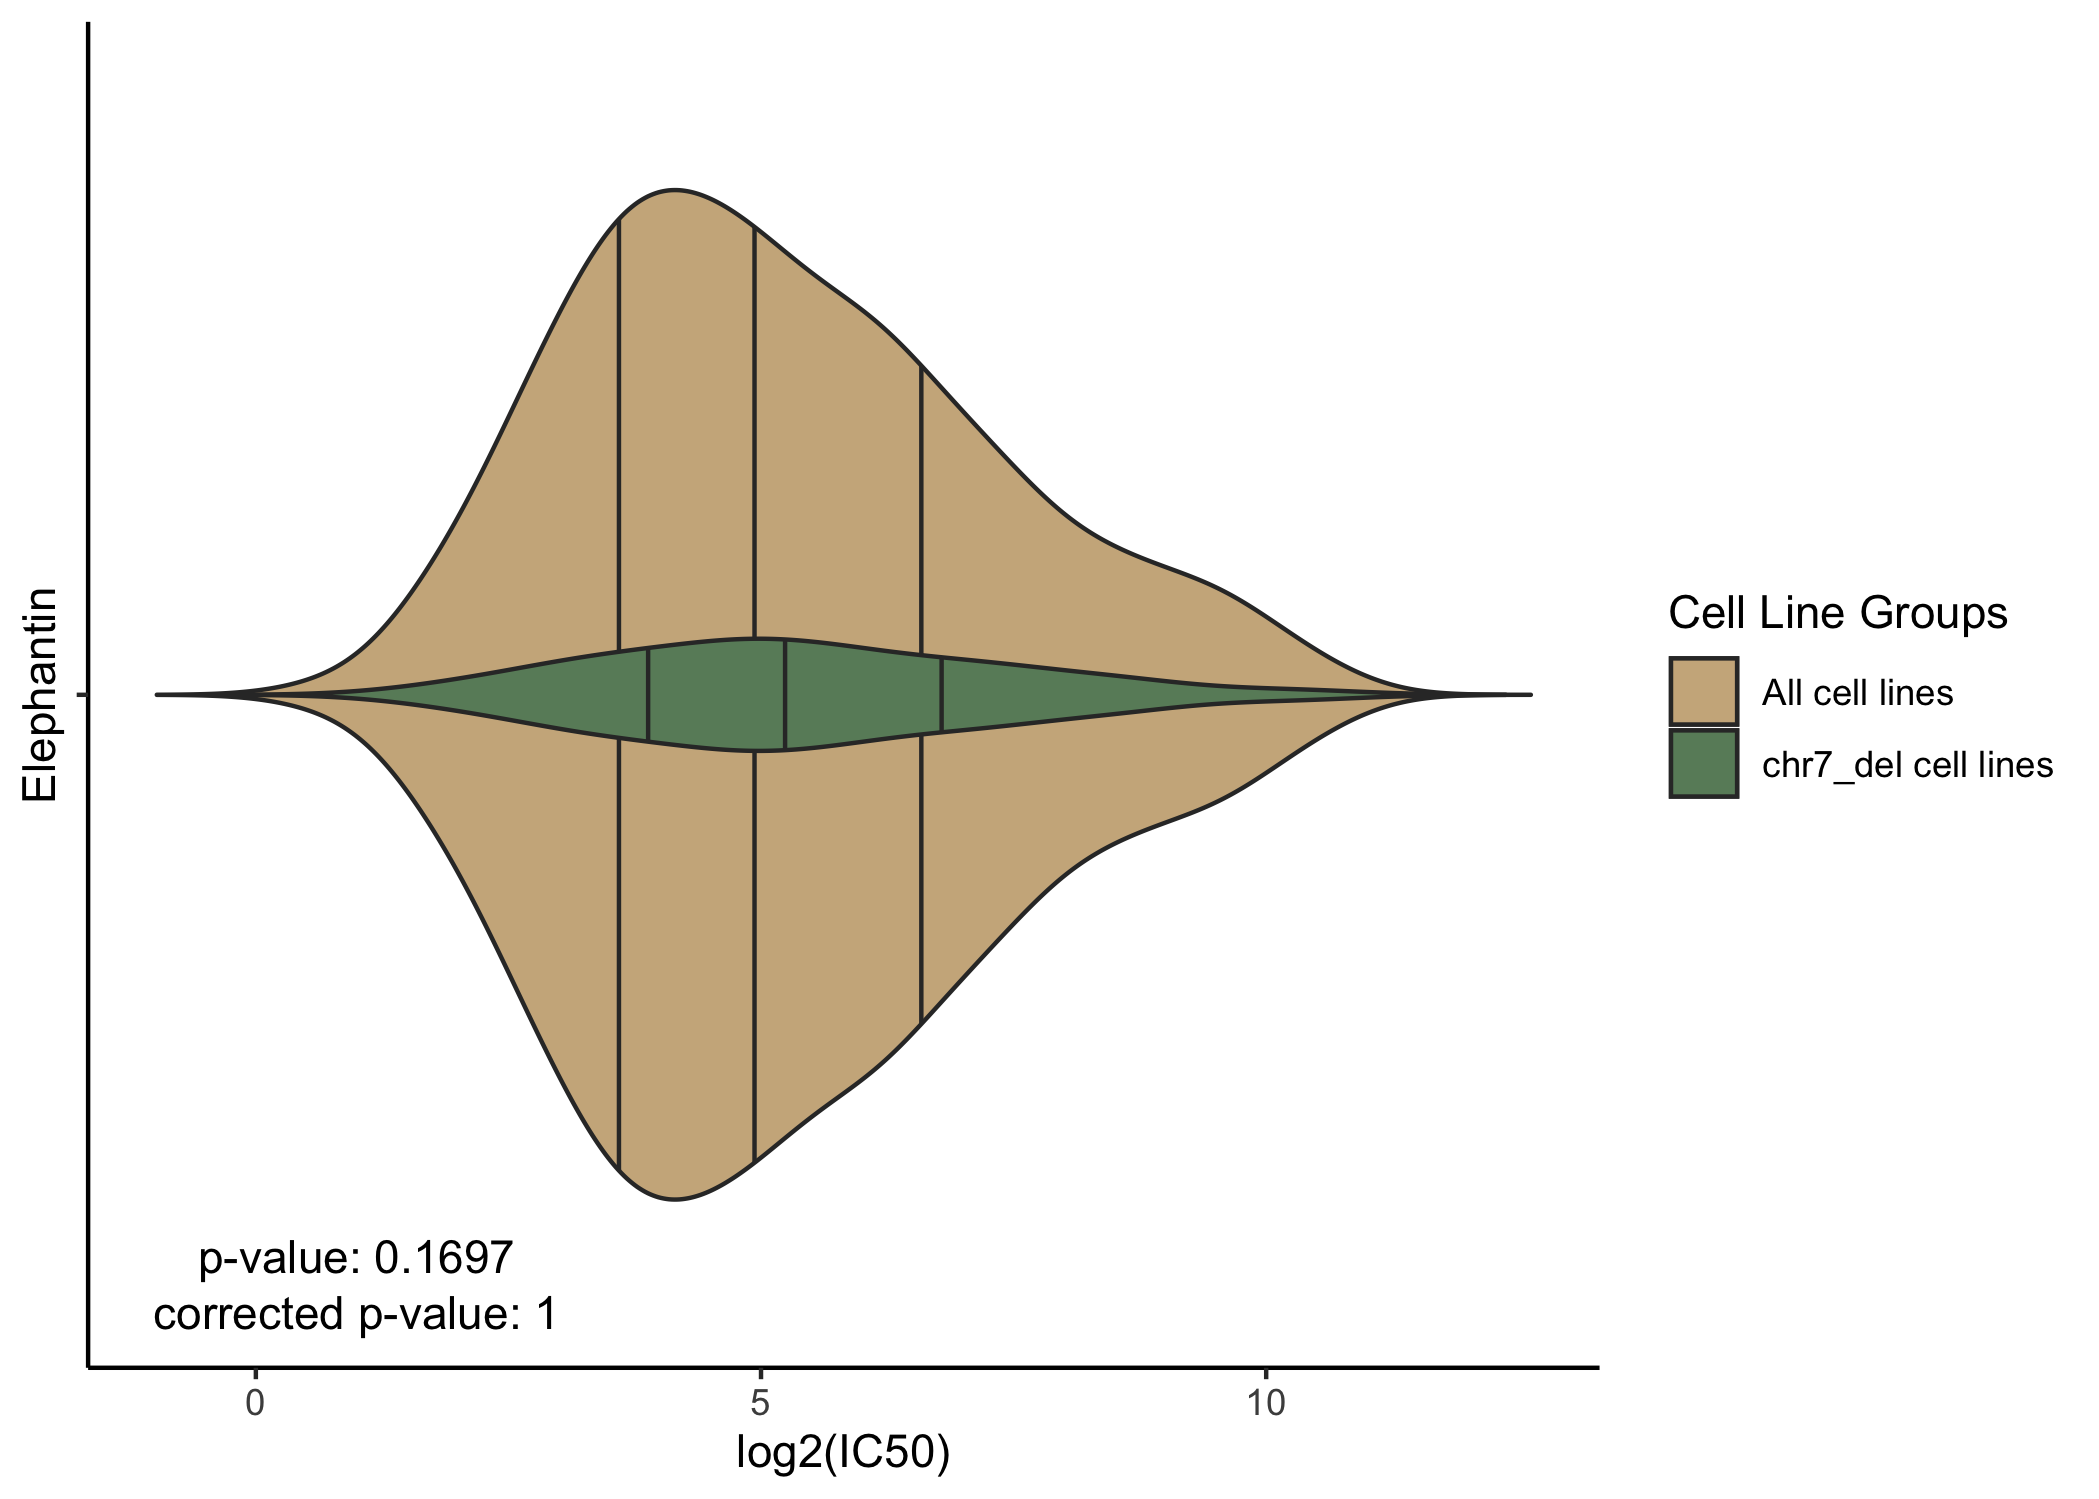 Elephantin
p-value: 0.1697
corrected p-value: 1
0 5 10
log2(IC50)
Cell Line Groups
All cell lines
chr7_del cell lines